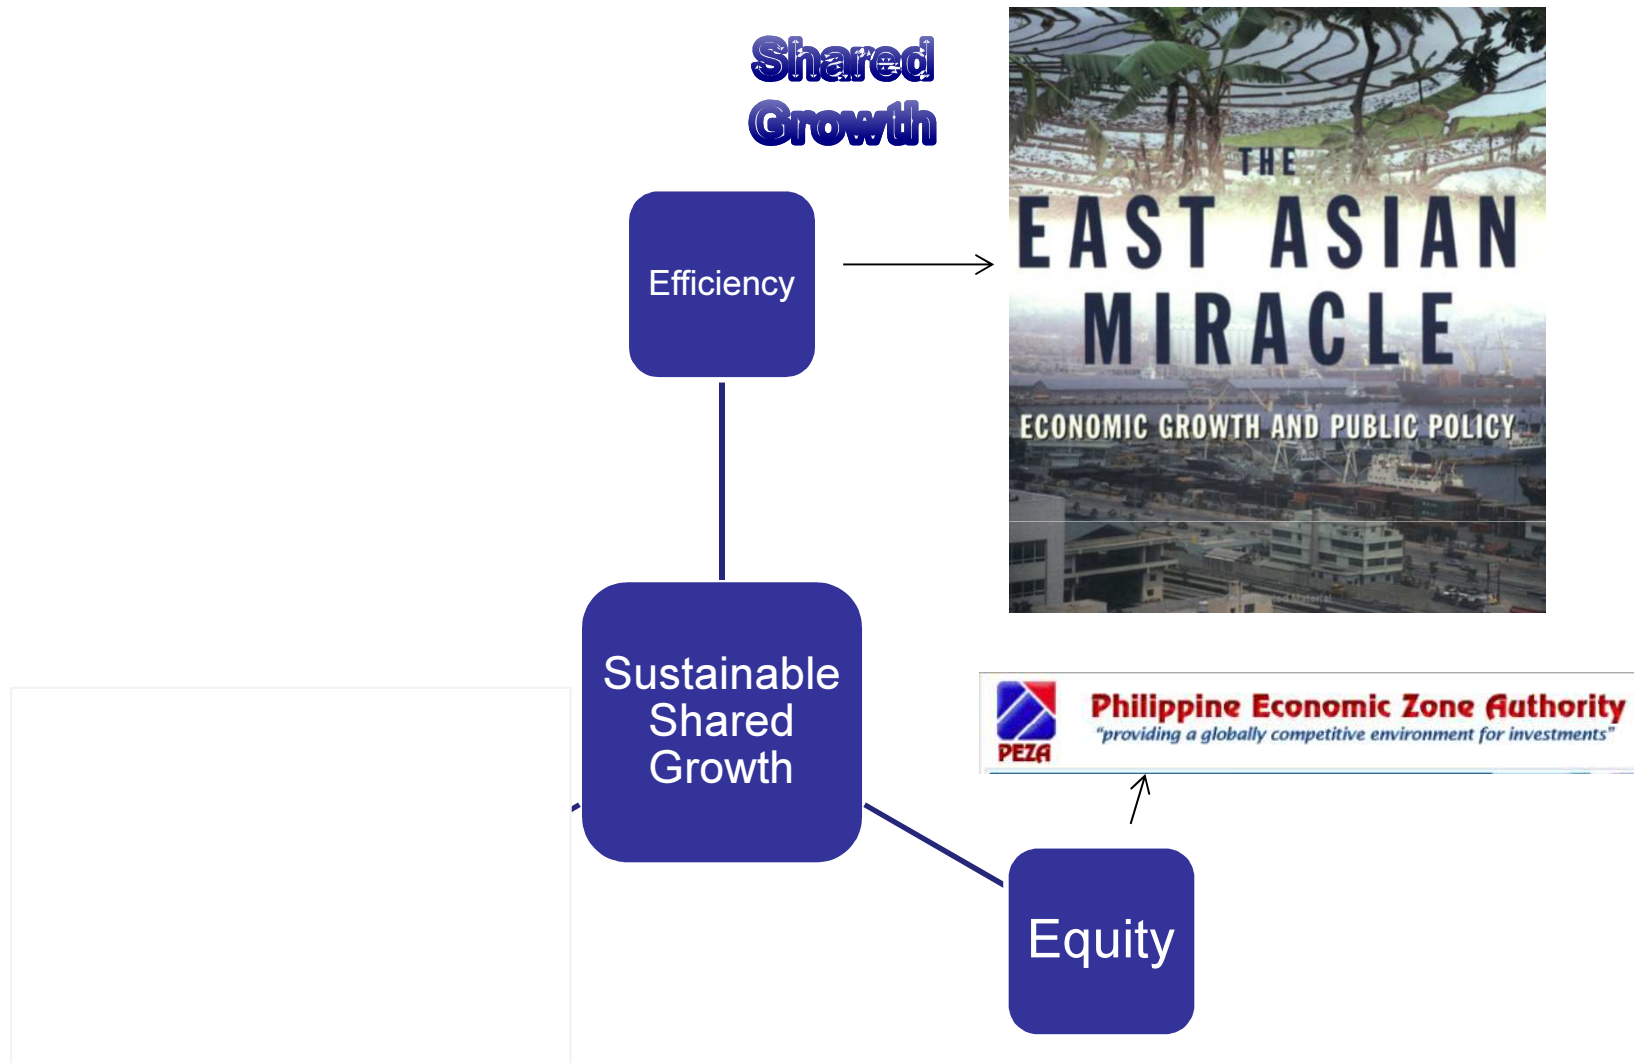 Shared
Growth
Efficiency
THE
EAST ASIAN
MIRACLE
ECONOMIC GROWTH AND PUBLIC POLICY
Sustainable
Shared
Growth
PEZA
Philippine Economic Zone Authority
"providing a globally competitive environment for investments"
Equity